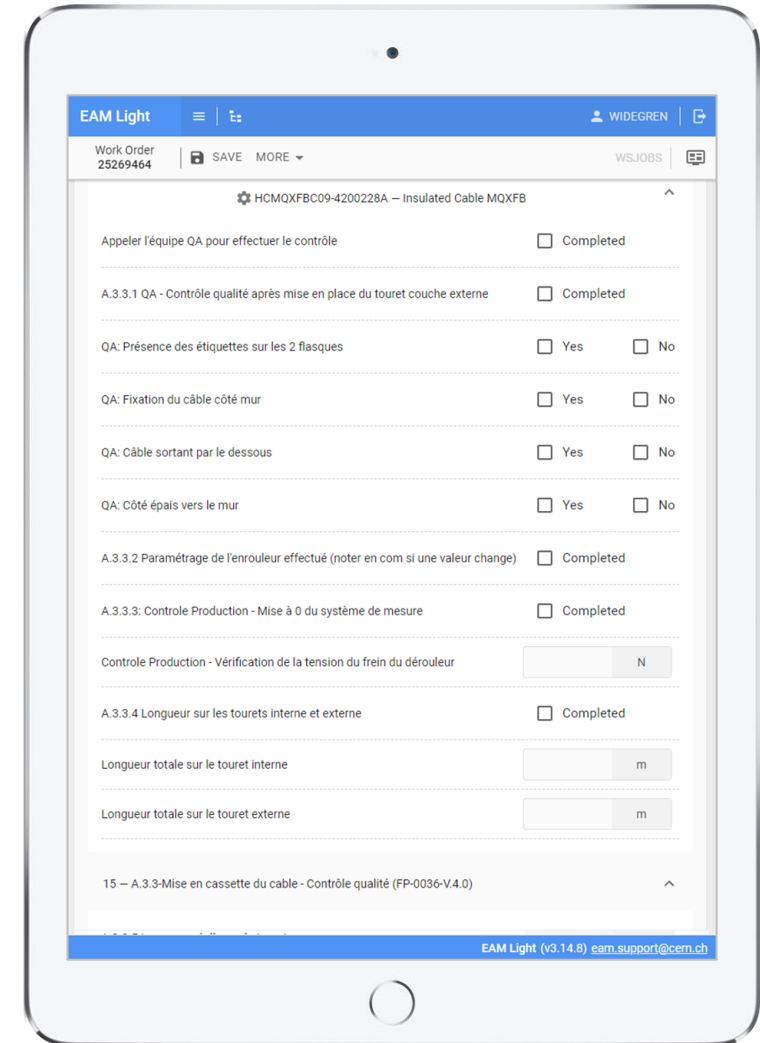 EAM Light WIDEGREN
Work Order
25269464 SAVE MORE WSJOBS
HCMQXFBC09-4200228A — Insulated Cable MQXFB
Appeler l'équipe QA pour effectuer le contrôle Completed
A.3.3.1 QA - Contrôle qualité après mise en place du touret couche externe Completed
QA: Présence des étiquettes sur les 2 flasques Yes No
QA: Fixation du câble côté mur Yes No
QA: Câble sortant par le dessous Yes No
QA: Côté épais vers le mur Yes No
A.3.3.2 Paramétrage de l'enrouleur effectué (noter en com si une valeur change) Completed
A.3.3.3: Controle Production - Mise à 0 du système de mesure Completed
Controle Production - Vérification de la tension du frein du dérouleur N
A.3.3.4 Longueur sur les tourets interne et externe Completed
Longueur totale sur le touret interne m
Longueur totale sur le touret externe m
15 — A.3.3-Mise en cassette du cable - Contrôle qualité (FP-0036-V.4.0)
EAM Light (v3.14.8) eam.support@cern.ch